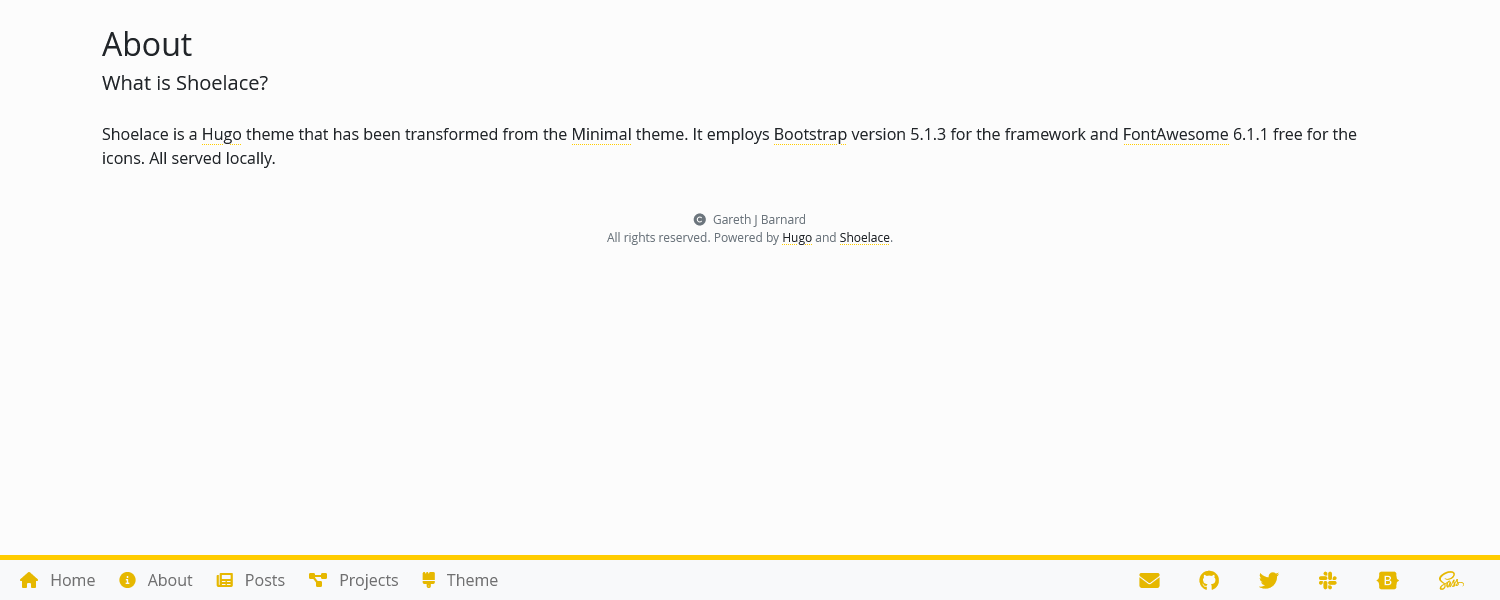 About
What is Shoelace?
Shoelace is a Hugo theme that has been transformed from the Minimal theme. It employs Bootstrap version 5.1.3 for the framework and FontAwesome 6.1.1 free for the
icons. All served locally.
Gareth J Barnard
All rights reserved. Powered by Hugo and Shoelace.
Home About Posts Projects Theme